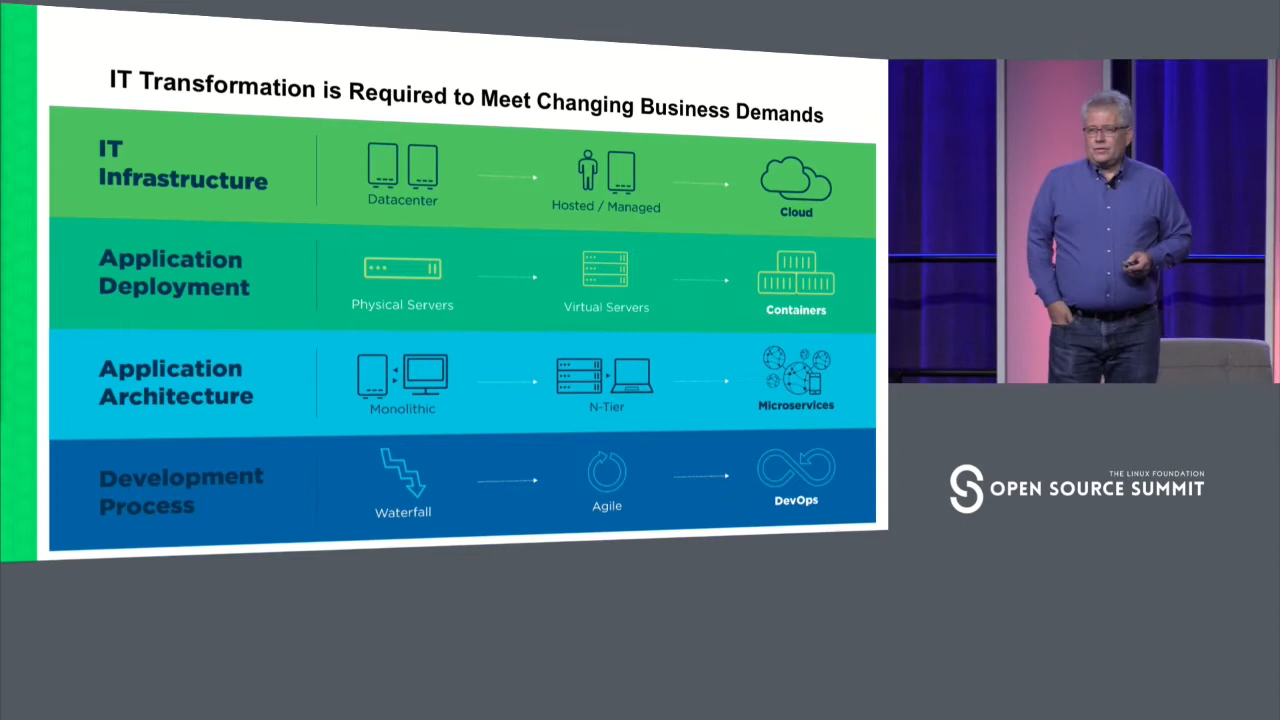 IT Transformation is Required to Meet Changing Business Demands
IT
Infrastructure
Datacenter
Hosted / Managed
Cloud
Application
Deployment
Physical Servers
Virtual Servers
Containers
Application
Architecture
Monolithic
N-Tier
Microservices
Development
Process
Waterfall
Agile
DevOps
THE LINUX FOUNDATION
OPEN SOURCE SUMMIT